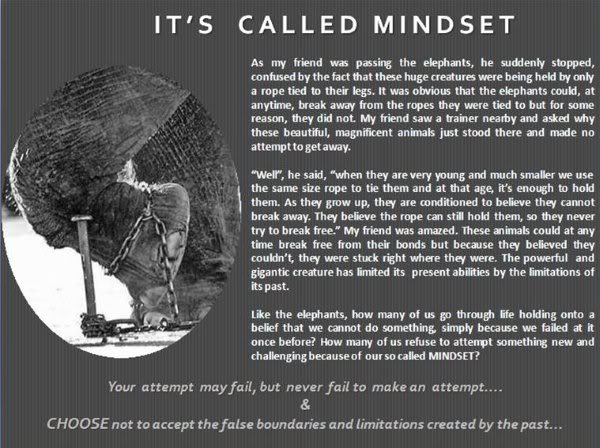 IT'S CALLED MINDSET
As my friend was passing the elephants, he suddenly stopped,
confused by the fact that these huge creatures were being held by only
a rope tied to their legs. It was obvious that the elephants could, at
anytime, break away from the ropes they were tied to but for some
reason, they did not. My friend saw a trainer nearby and asked why
these beautiful, magnificent animals just stood there and made no
attempt to get away.
“Well”, he said, “when they are very young and much smaller we use
the same size rope to tie them and at that age, it’s enough to hold
them. As they grow up, they are conditioned to believe they cannot
break away. They believe the rope can still hold them, so they never
try to break free.” My friend was amazed. These animals could at any
time break free from their bonds but because they believed they
couldn’t, they were stuck right where they were. The powerful and
gigantic creature has limited its present abilities by the limitations of
its past.
Like the elephants, how many of us go through life holding onto a
belief that we cannot do something, simply because we failed at it
once before? How many of us refuse to attempt something new and
challenging because of our so called MINDSET?
Your attempt may fail, but never fail to make an attempt....
&
CHOOSE not to accept the false boundaries and limitations created by the past...